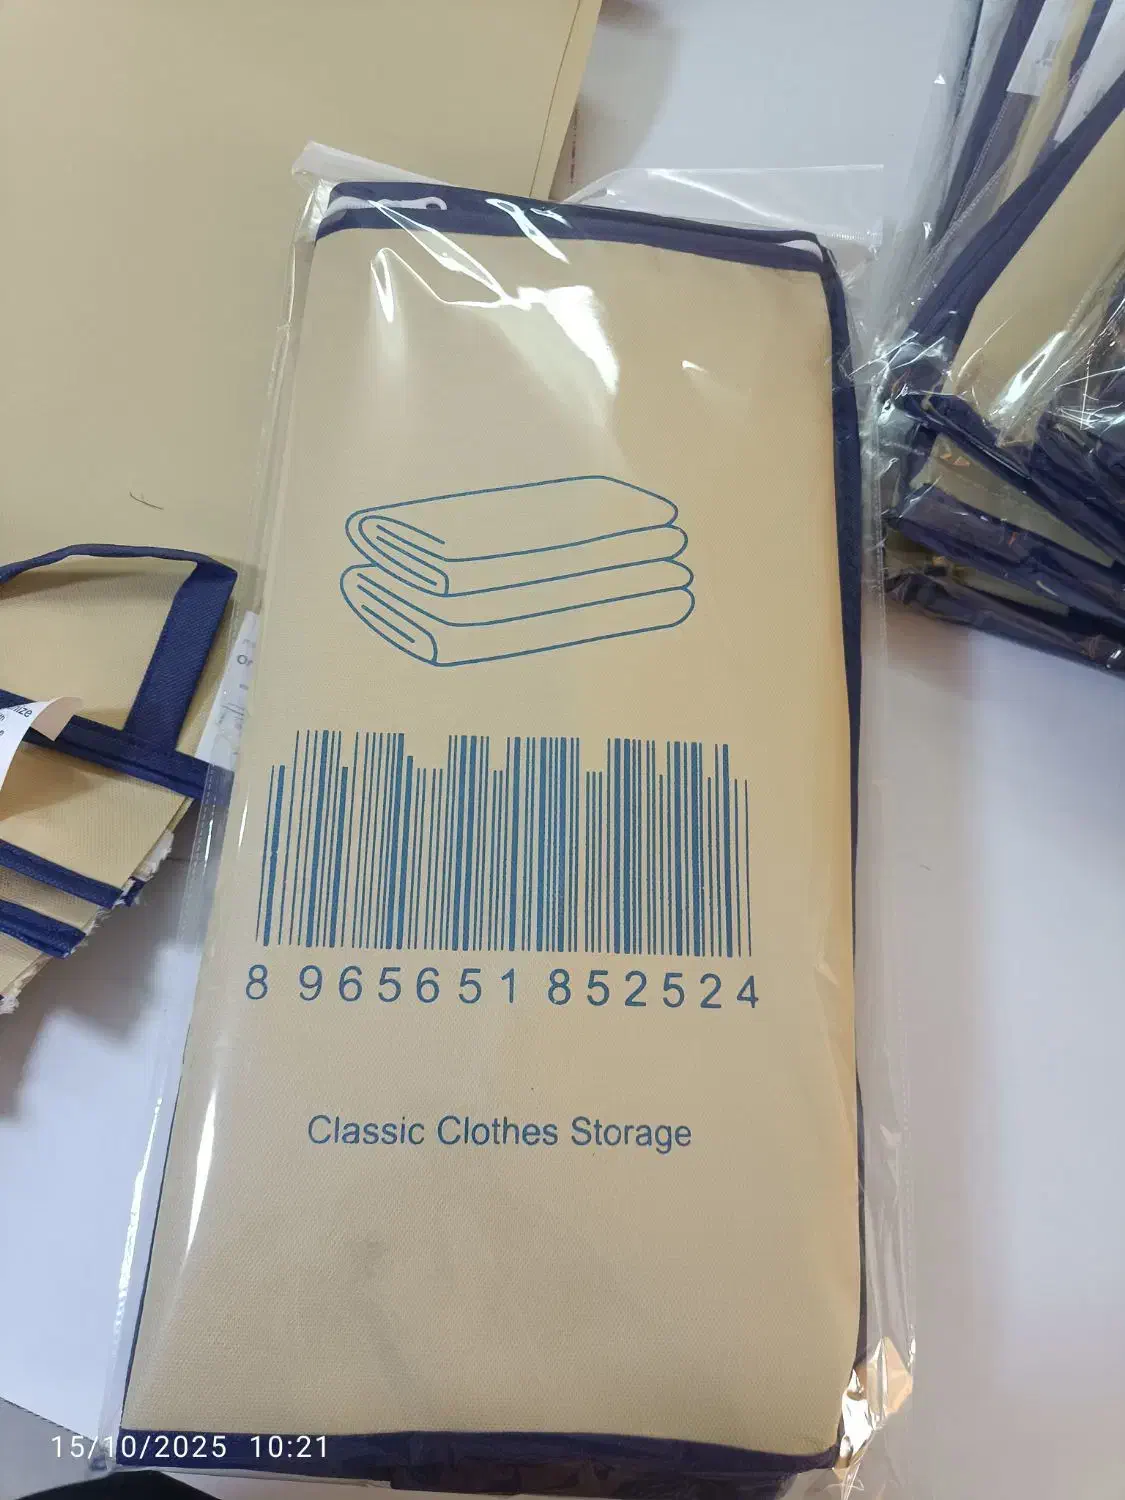 8 965651 852524
Classic Clothes Storage
15/10/2025 10:21